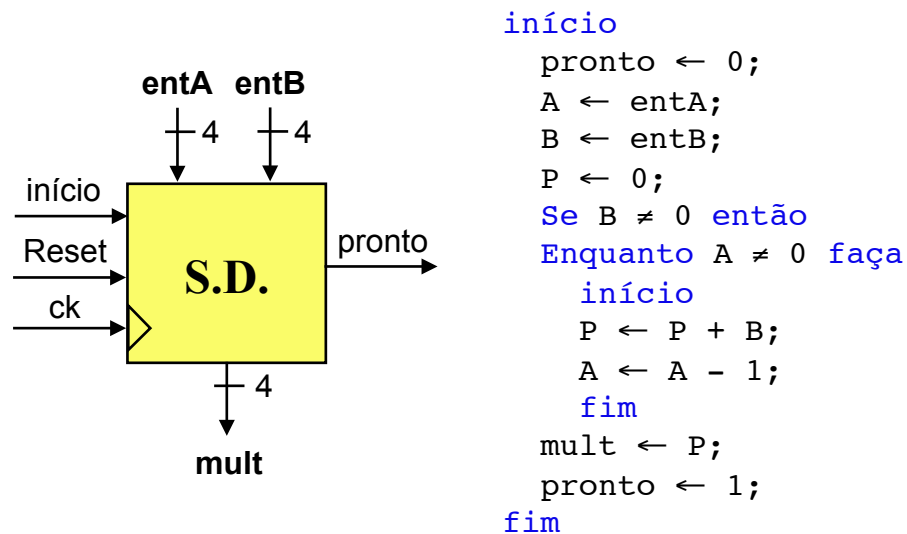 entA entB
4 4
início
Reset
ck
S.D.
pronto
4
mult
início
pronto ← 0;
A ← entA;
B ← entB;
P ← 0;
Se B ≠ 0 então
Enquanto A ≠ 0 faça
início
P ← P + B;
A ← A – 1;
fim
mult ← P;
pronto ← 1;
fim